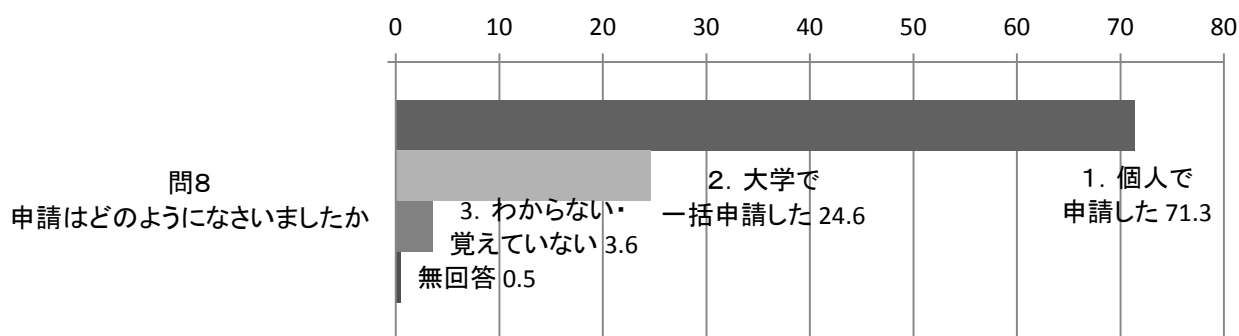 0 10 20 30 40 50 60 70 80
問8
申請はどのようになさいましたか
1. 個人で
申請した 71.3
2. 大学で
一括申請した 24.6
3. わからない・
覚えていない 3.6
無回答 0.5